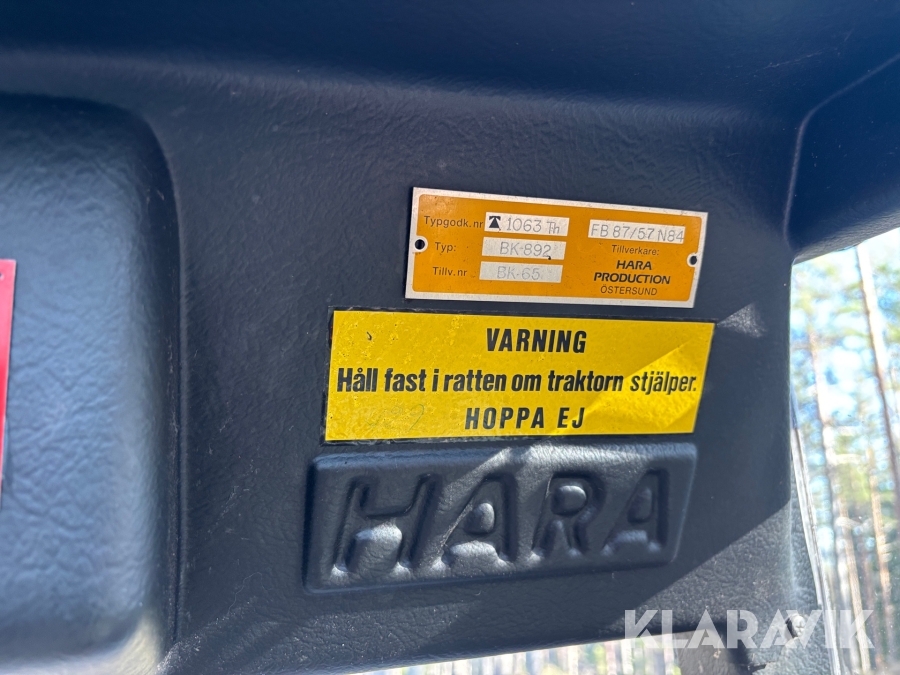 Typgodk.nr T 1063 Th FB 87/57 N84
Typ: BK-892 Tillverkare:
Tillv.nr BK-65 HARA
PRODUCTION
ÖSTERSUND
VARNING
Håll fast i ratten om traktorn stjälper.
HOPPA EJ
HARA
KLARAVIK